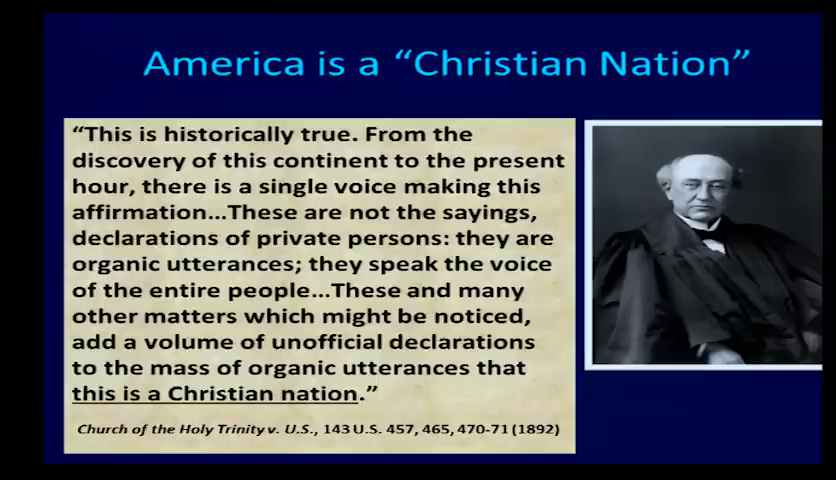 America is a “Christian Nation”
“This is historically true. From the
discovery of this continent to the present
hour, there is a single voice making this
affirmation...These are not the sayings,
declarations of private persons: they are
organic utterances; they speak the voice
of the entire people...These and many
other matters which might be noticed,
add a volume of unofficial declarations
to the mass of organic utterances that
this is a Christian nation.”
Church of the Holy Trinity v. U.S., 143 U.S. 457, 465, 470-71 (1892)